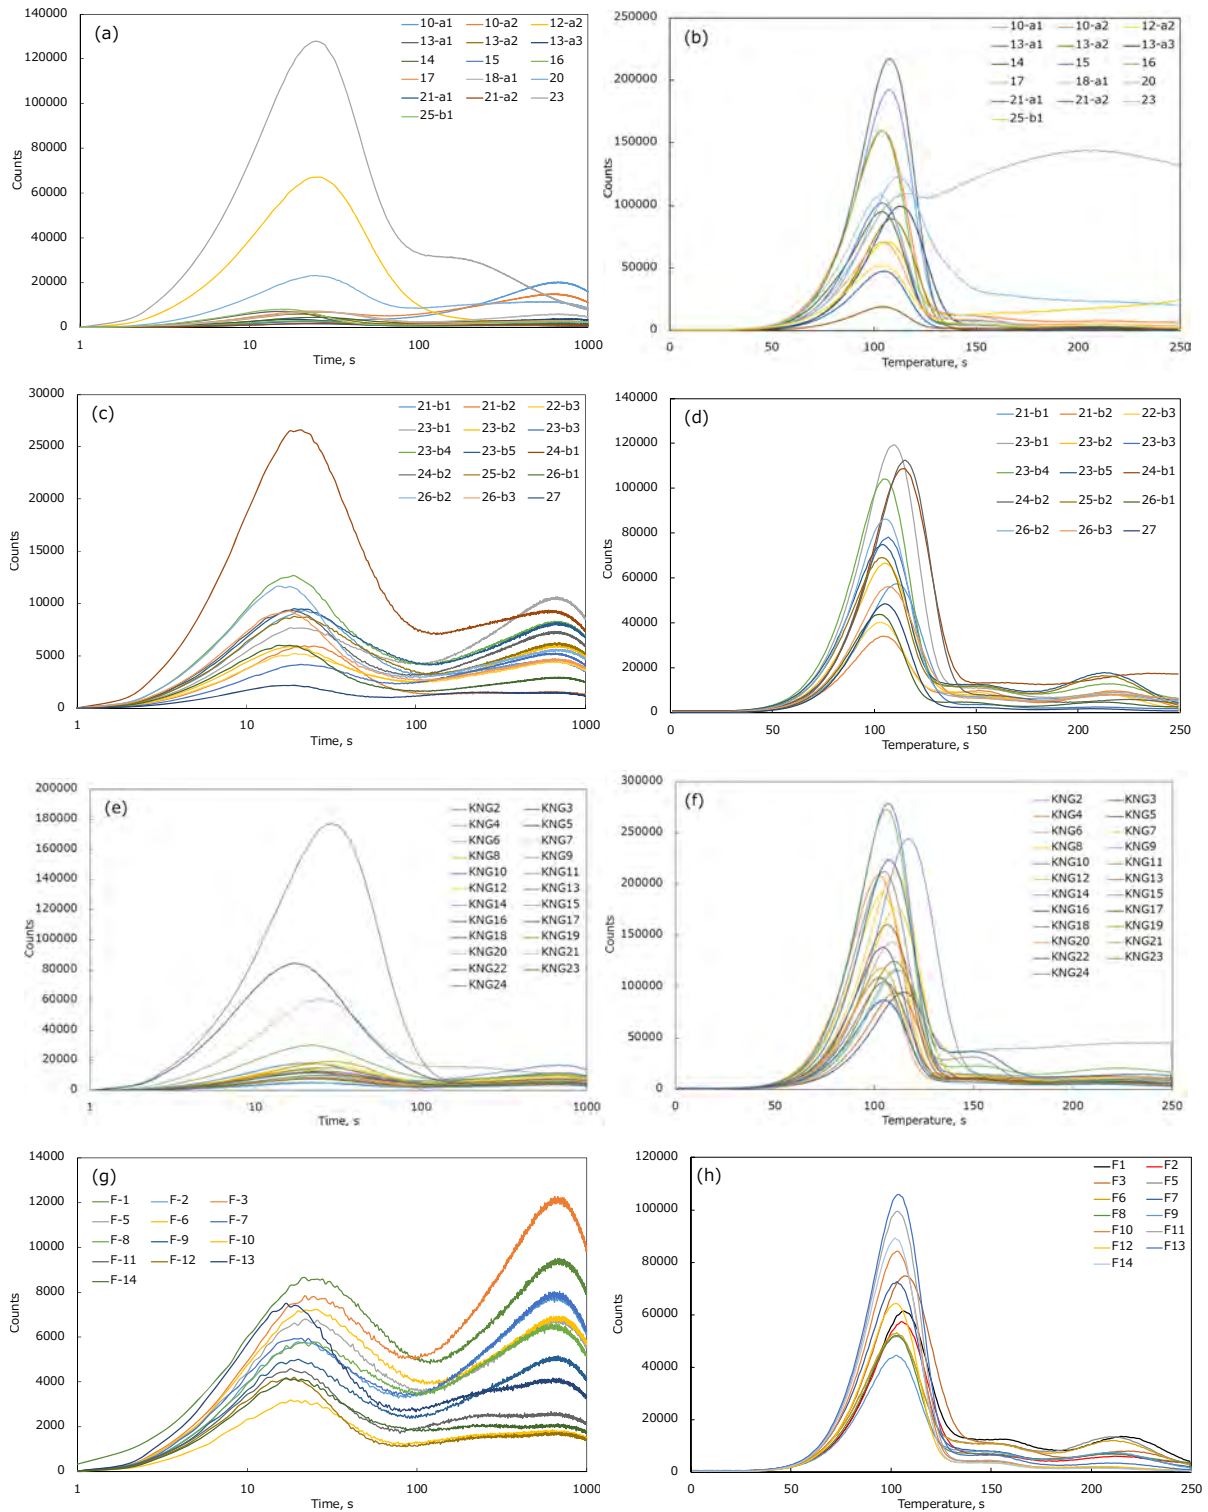 (a)
140000
120000
100000
80000
60000
40000
20000
0
Counts
1 10 100 1000
Time, s
10-a1 10-a2 12-a2
13-a1 13-a2 13-a3
14 15 16
17 18-a1 20
21-a1 21-a2 23
25-b1
(b)
250000
200000
150000
100000
50000
0
Counts
0 50 100 150 200 250
Temperature, s
10-a1 10-a2 12-a2
13-a1 13-a2 13-a3
14 15 16
17 18-a1 20
21-a1 21-a2 23
25-b1
(c)
30000
25000
20000
15000
10000
5000
0
Counts
1 10 100 1000
Time, s
21-b1 21-b2 22-b3
23-b1 23-b2 23-b3
23-b4 23-b5 24-b1
24-b2 25-b2 26-b1
26-b2 26-b3 27
(d)
140000
120000
100000
80000
60000
40000
20000
0
Counts
0 50 100 150 200 250
Temperature, s
21-b1 21-b2 22-b3
23-b1 23-b2 23-b3
23-b4 23-b5 24-b1
24-b2 25-b2 26-b1
26-b2 26-b3 27
(e)
200000
180000
160000
140000
120000
100000
80000
60000
40000
20000
0
Counts
1 10 100 1000
Time, s
KNG2 KNG3
KNG4 KNG5
KNG6 KNG7
KNG8 KNG9
KNG10 KNG11
KNG12 KNG13
KNG14 KNG15
KNG16 KNG17
KNG18 KNG19
KNG20 KNG21
KNG22 KNG23
KNG24
(f)
300000
250000
200000
150000
100000
50000
0
Counts
0 50 100 150 200 250
Temperature, s
KNG2 KNG3
KNG4 KNG5
KNG6 KNG7
KNG8 KNG9
KNG10 KNG11
KNG12 KNG13
KNG14 KNG15
KNG16 KNG17
KNG18 KNG19
KNG20 KNG21
KNG22 KNG23
KNG24
(g)
14000
12000
10000
8000
6000
4000
2000
0
Counts
1 10 100 1000
Time, s
F-1 F-2 F-3
F-5 F-6 F-7
F-8 F-9 F-10
F-11 F-12 F-13
F-14
(h)
120000
100000
80000
60000
40000
20000
0
Counts
0 50 100 150 200 250
Temperature, s
F1 F2
F3 F5
F6 F7
F8 F9
F10 F11
F12 F13
F14